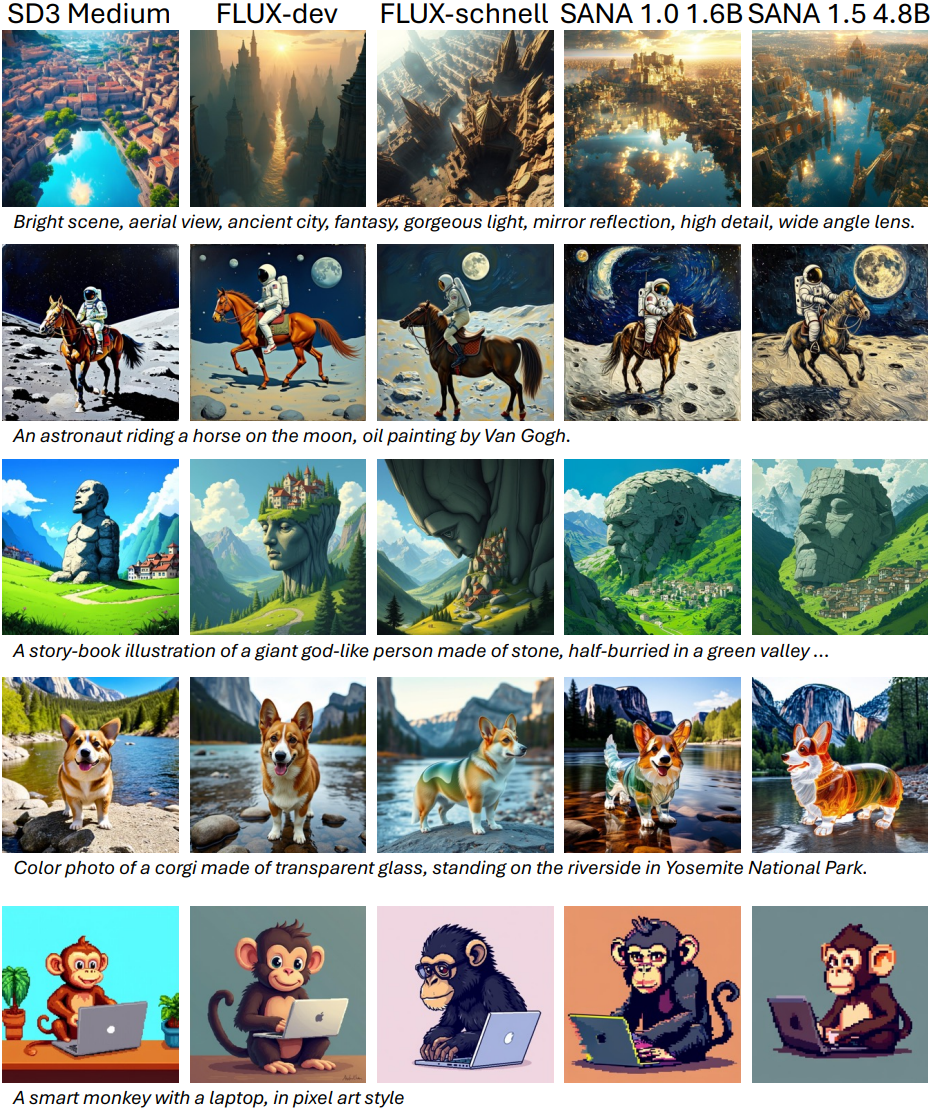 SD3 Medium FLUX-dev FLUX-schnell SANA 1.0 1.6B SANA 1.5 4.8B
Bright scene, aerial view, ancient city, fantasy, gorgeous light, mirror reflection, high detail, wide angle lens.
An astronaut riding a horse on the moon, oil painting by Van Gogh.
A story-book illustration of a giant god-like person made of stone, half-burried in a green valley ...
Color photo of a corgi made of transparent glass, standing on the riverside in Yosemite National Park.
A smart monkey with a laptop, in pixel art style